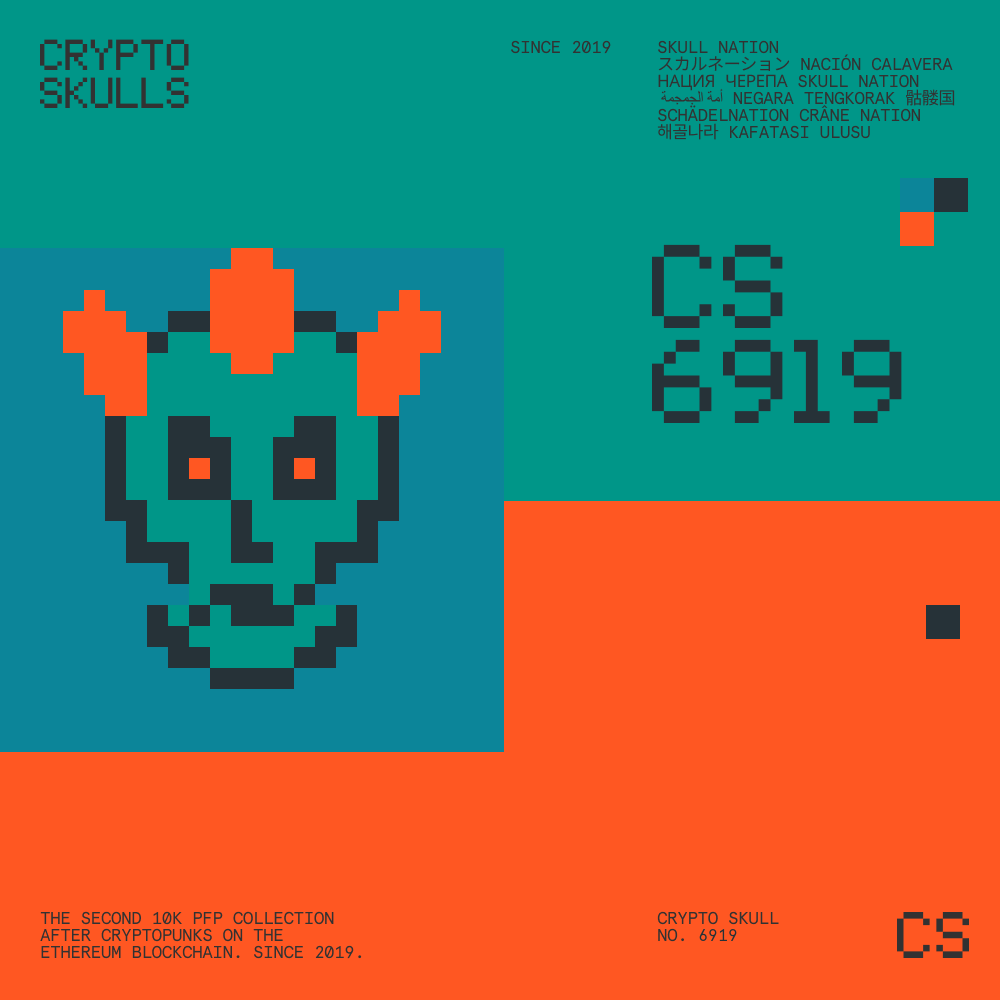 CRYPTO
SKULLS
SINCE 2019
SKULL NATION
スカルネーション NACIÓN CALAVERA
НАЦИЯ ЧЕРЕПА SKULL NATION
أمة الجمجمة NEGARA TENGKORAK 骷髅国
SCHÄDELNATION CRÂNE NATION
해골나라 KAFATASI ULUSU
CS
6919
THE SECOND 10K PFP COLLECTION
AFTER CRYPTOPUNKS ON THE
ETHEREUM BLOCKCHAIN. SINCE 2019.
CRYPTO SKULL
NO. 6919
CS